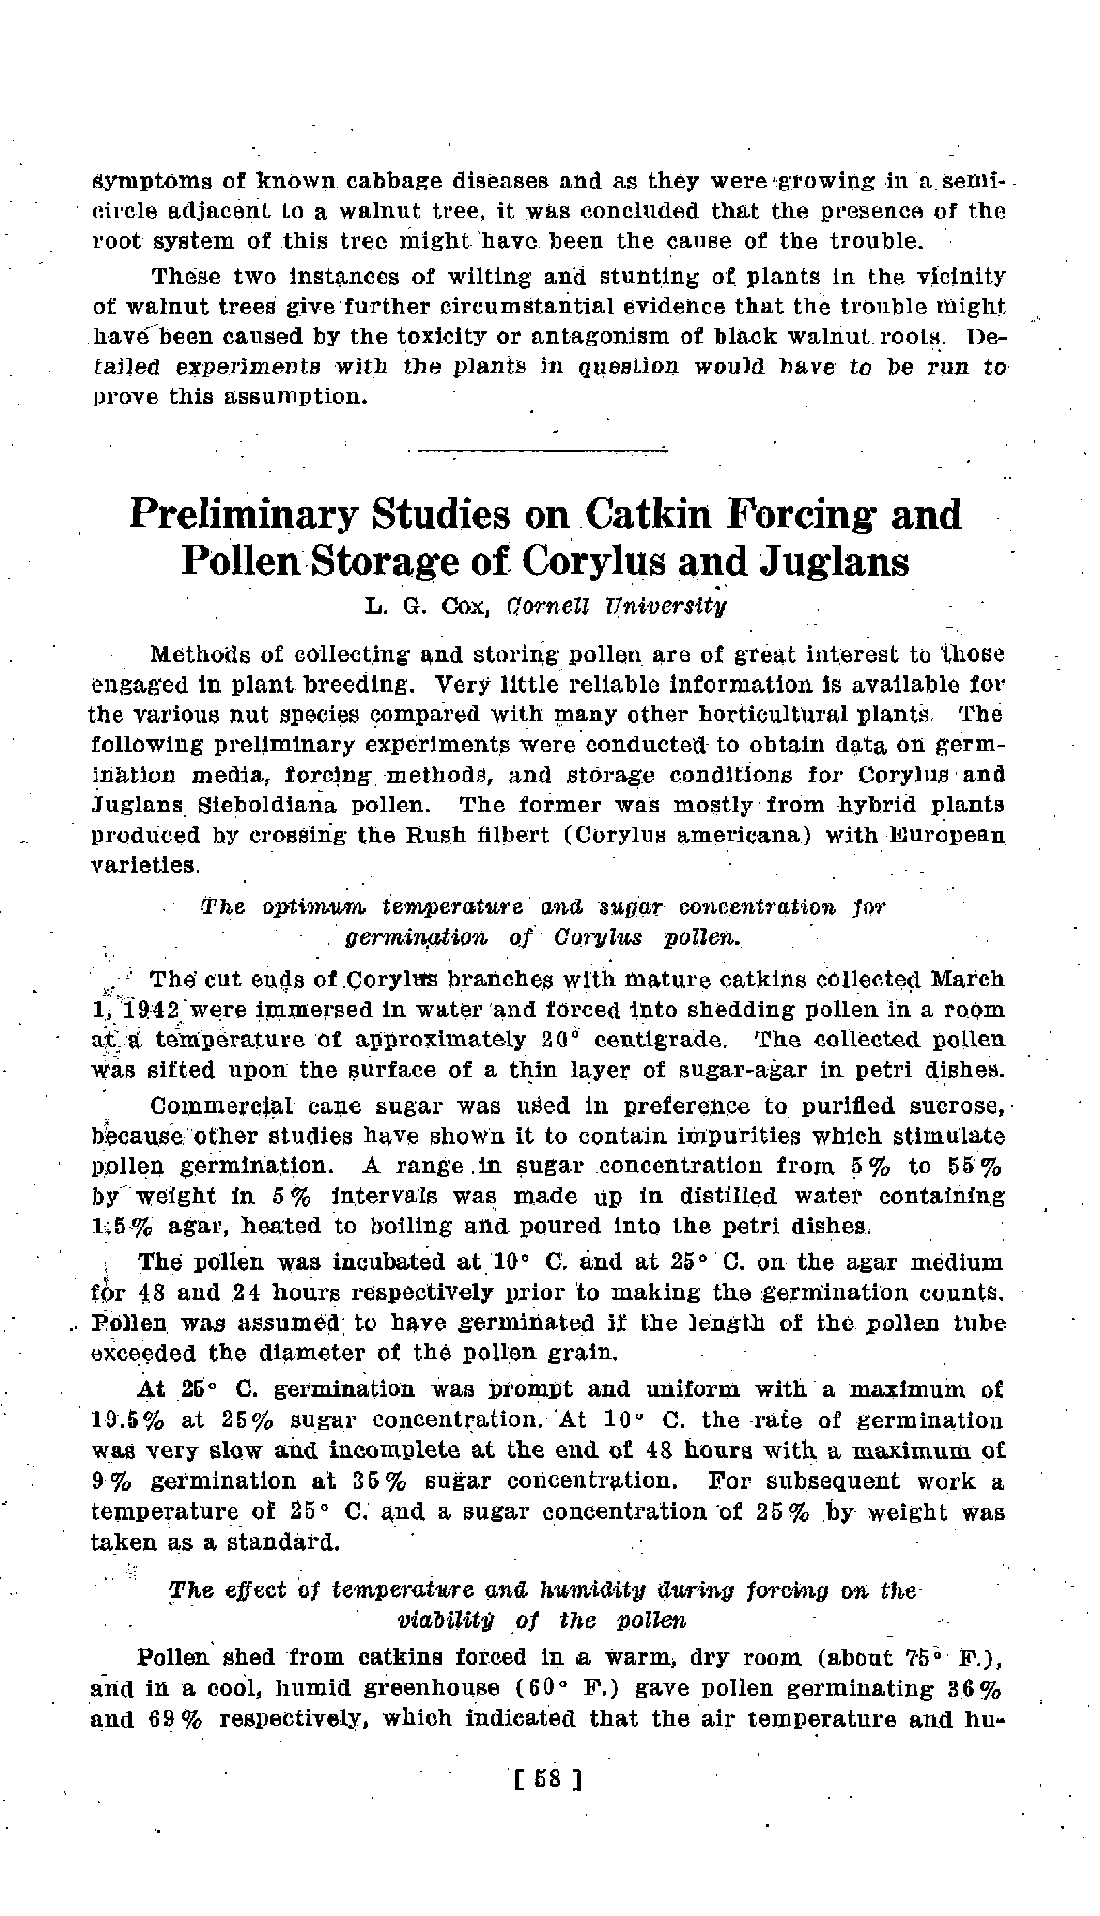 symptoms of known cabbage diseases and as they were growing in a semi-
circle adjacent to a walnut tree, it was concluded that the presence of the
root system of this tree might have been the cause of the trouble.
These two instances of wilting and stunting of plants in the vicinity
of walnut trees give further circumstantial evidence that the trouble might
have been caused by the toxicity or antagonism of black walnut roots. De-
tailed experiments with the plants in question would have to be run to
prove this assumption.
Preliminary Studies on Catkin Forcing and
Pollen Storage of Corylus and Juglans
L. G. Cox, Cornell University
Methods of collecting and storing pollen are of great interest to those
engaged in plant breeding. Very little reliable information is available for
the various nut species compared with many other horticultural plants. The
following preliminary experiments were conducted to obtain data on germ-
ination media, forcing methods, and storage conditions for Corylus and
Juglans Sieboldiana pollen. The former was mostly from hybrid plants
produced by crossing the Rush filbert (Corylus americana) with European
varieties.
The optimum temperature and sugar concentration for
germination of Corylus pollen.
The cut ends of Corylus branches with mature catkins collected March
1, 1942 were immersed in water and forced into shedding pollen in a room
at a temperature of approximately 20° centigrade. The collected pollen
was sifted upon the surface of a thin layer of sugar-agar in petri dishes.
Commercial cane sugar was used in preference to purified sucrose,
because other studies have shown it to contain impurities which stimulate
pollen germination. A range in sugar concentration from 5% to 55%
by weight in 5% intervals was made up in distilled water containing
1.5% agar, heated to boiling and poured into the petri dishes.
The pollen was incubated at 10° C. and at 25° C. on the agar medium
for 48 and 24 hours respectively prior to making the germination counts.
Pollen was assumed to have germinated if the length of the pollen tube
exceeded the diameter of the pollen grain.
At 25° C. germination was prompt and uniform with a maximum of
19.5% at 25% sugar concentration. At 10° C. the rate of germination
was very slow and incomplete at the end of 48 hours with a maximum of
9% germination at 35% sugar concentration. For subsequent work a
temperature of 25° C. and a sugar concentration of 25% by weight was
taken as a standard.
The effect of temperature and humidity during forcing on the
viability of the pollen
Pollen shed from catkins forced in a warm, dry room (about 75° F.),
and in a cool, humid greenhouse (60° F.) gave pollen germinating 36%
and 69% respectively, which indicated that the air temperature and hu-
[ 58 ]